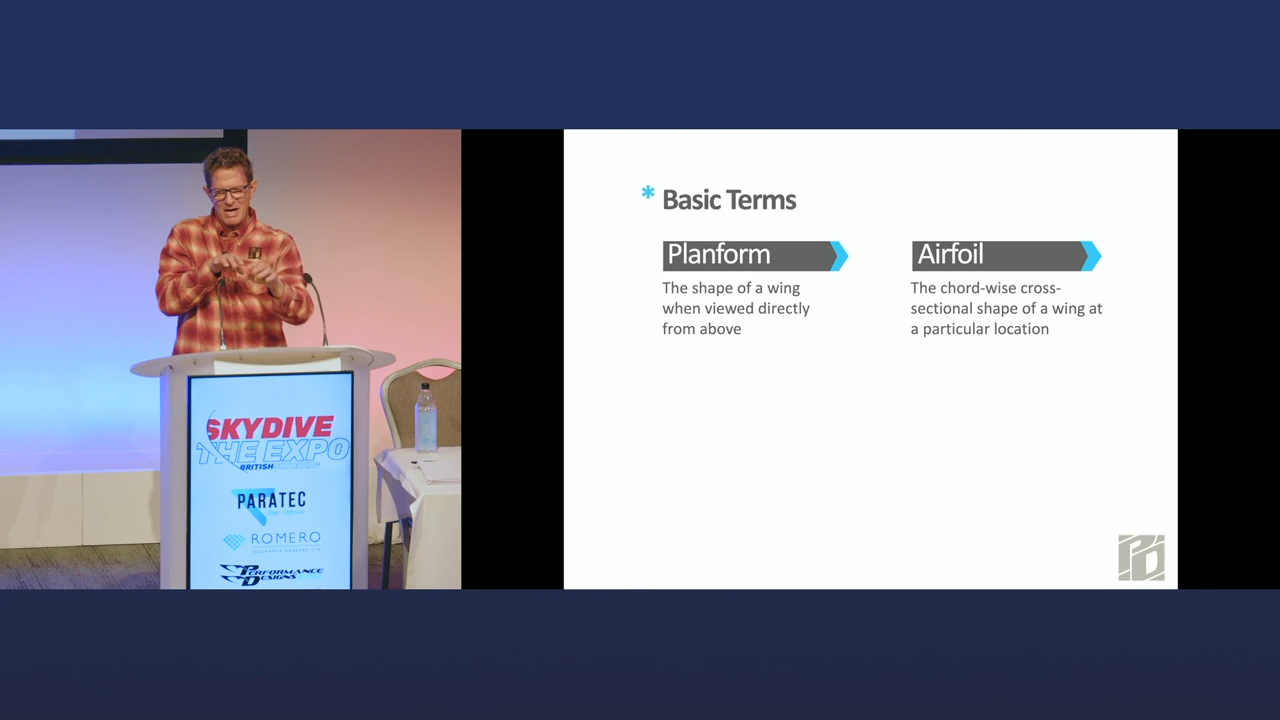 SKYDIVE
THE EXPO
BRITISH
PARATEC
ROMERO
PERFORMANCE
DESIGNS
* Basic Terms
Planform
The shape of a wing
when viewed directly
from above
Airfoil
The chord-wise cross-
sectional shape of a wing at
a particular location
PD